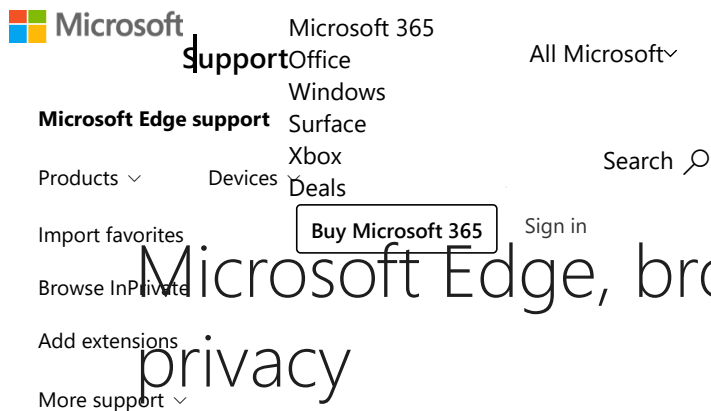 Microsoft
Support
Microsoft 365
Office
Windows
Surface
Xbox
Deals
All Microsoft
Microsoft Edge support
Products
Devices
Search
Buy Microsoft 365
Sign in
Import favorites
Browse InPrivate
Add extensions
More support
Microsoft Edge,
privacy